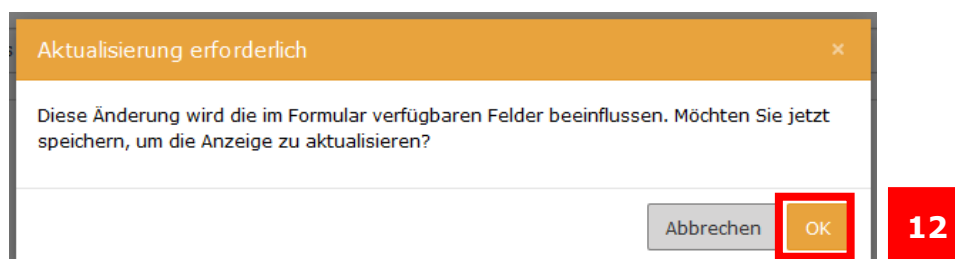 Aktualisierung erforderlich ×
Diese Änderung wird die im Formular verfügbaren Felder beeinflussen. Möchten Sie jetzt
speichern, um die Anzeige zu aktualisieren?
Abbrechen OK 12